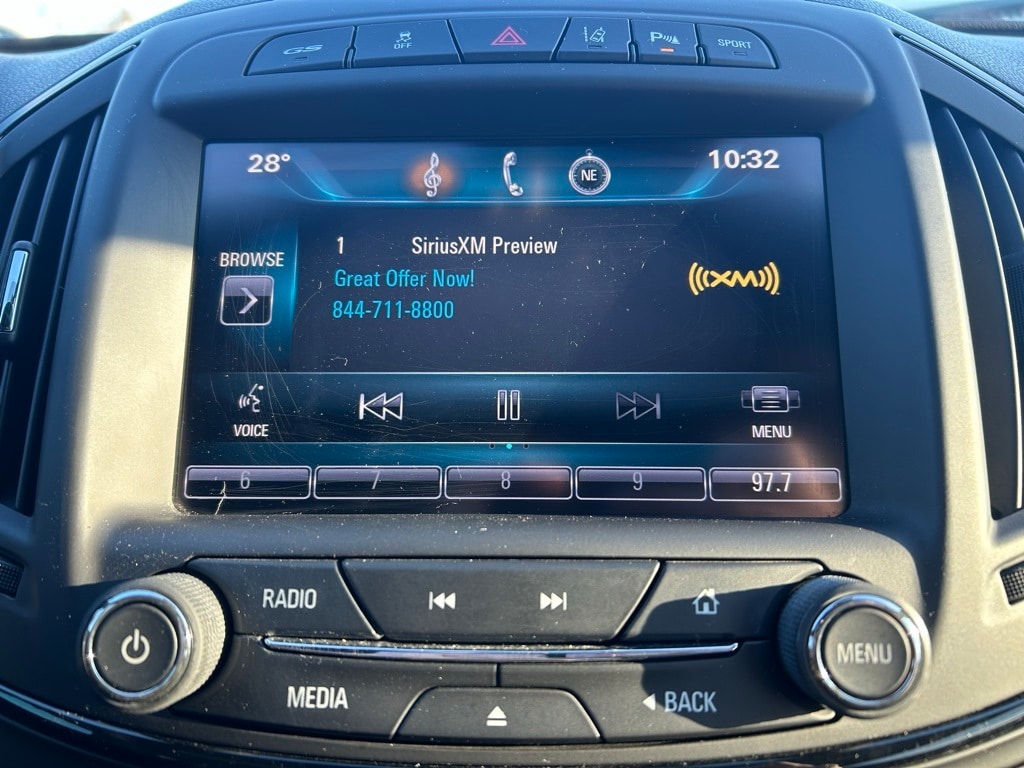 GS OFF P SPORT
28° NE 10:32
BROWSE
1 SiriusXM Preview
Great Offer Now!
844-711-8800
((XM))
VOICE MENU
6 7 8 9 97.7
RADIO
MENU
MEDIA BACK